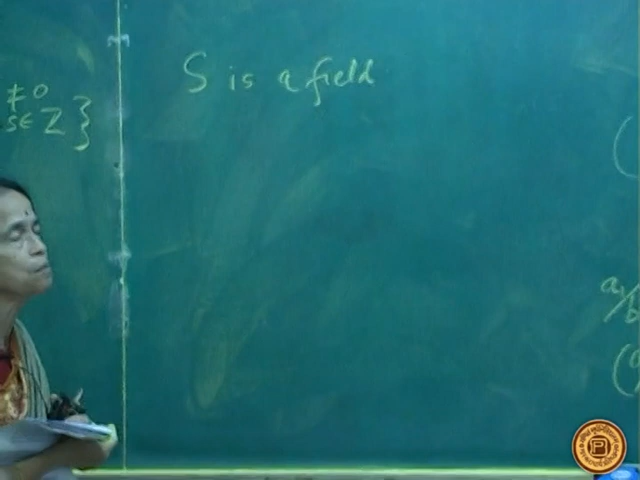 ≠ 0
s ∈ Z }
S is a field
a/b